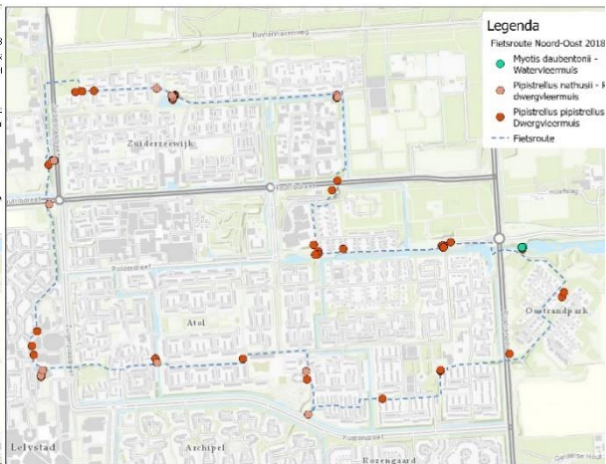 Legenda
Fietsroute Noord-Oost 2018
Myotis daubentonii -
Watervleermuis
Pipistrellus nathusii - R
dwergvleermuis
Pipistrellus pipistrellus
Dwergvleermuis
Fietsroute
Zuiderzeewijk
Atol
Oostrandpark
Lelystad
Archipel
Rozengaard